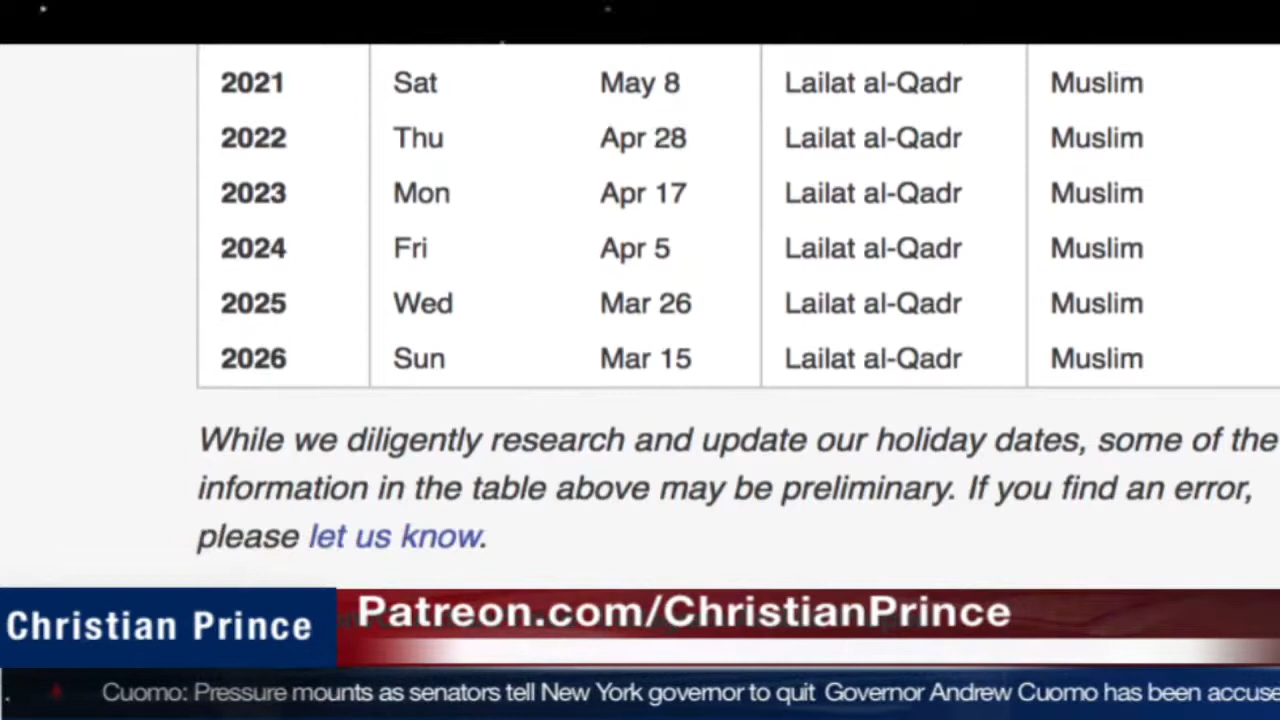 2021 Sat May 8 Lailat al-Qadr Muslim
2022 Thu Apr 28 Lailat al-Qadr Muslim
2023 Mon Apr 17 Lailat al-Qadr Muslim
2024 Fri Apr 5 Lailat al-Qadr Muslim
2025 Wed Mar 26 Lailat al-Qadr Muslim
2026 Sun Mar 15 Lailat al-Qadr Muslim
While we diligently research and update our holiday dates, some of the
information in the table above may be preliminary. If you find an error,
please let us know.
Christian Prince
Patreon.com/ChristianPrince
. Cuomo: Pressure mounts as senators tell New York governor to quit Governor Andrew Cuomo has been accuse